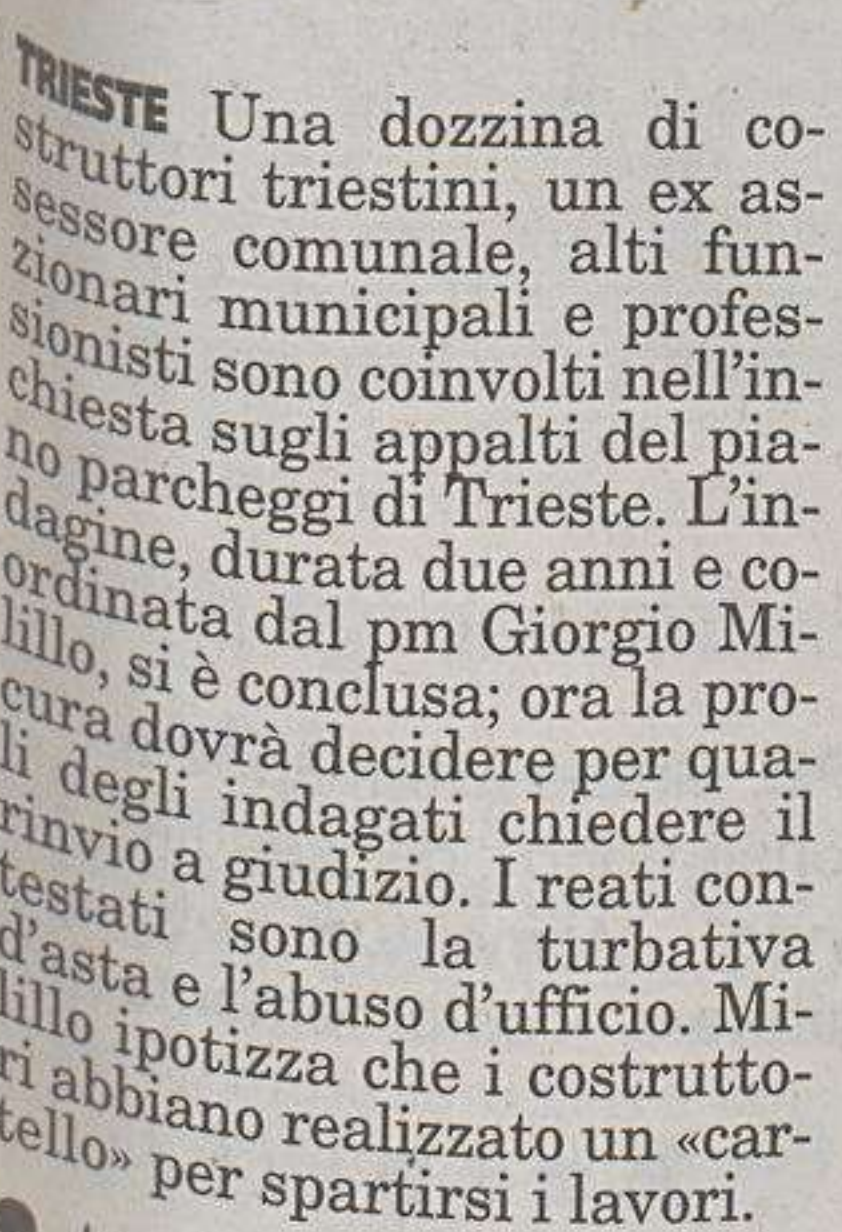 TRIESTE Una dozzina di co-
struttori triestini, un ex as-
sessore comunale, alti fun-
zionari municipali e profes-
sionisti sono coinvolti nell'in-
chiesta sugli appalti del pia-
no parcheggi di Trieste. L'in-
dagine, durata due anni e co-
ordinata dal pm Giorgio Mi-
lillo, si è conclusa; ora la pro-
cura dovrà decidere per qua-
li degli indagati chiedere il
rinvio a giudizio. I reati con-
testati sono la turbativa
d'asta e l'abuso d'ufficio. Mi-
lillo ipotizza che i costrutto-
ri abbiano realizzato un «car-
tello» per spartirsi i lavori.